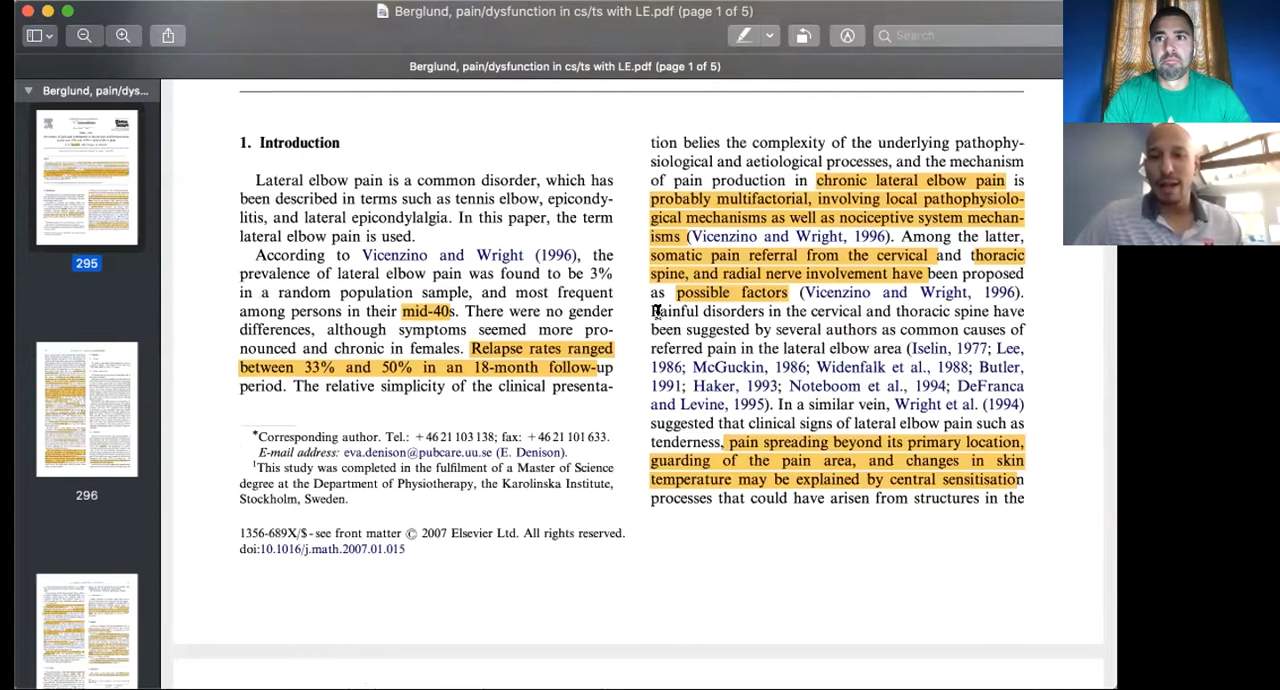 Berglund, pain/dysfunction in cs/ts with LE.pdf (page 1 of 5)
Search
Berglund, pain/dysfunction in cs/ts with LE.pdf (page 1 of 5)
Berglund, pain/dys...
295
296
1. Introduction
Lateral elbow pain is a common disorder, which has
been described in terms such as tennis elbow, epicondy-
litis, and lateral epicondylalgia. In this paper, the term
lateral elbow pain is used.
According to Vicenzino and Wright (1996), the
prevalence of lateral elbow pain was found to be 3%
in a random population sample, and most frequent
among persons in their mid-40s. There were no gender
differences, although symptoms seemed more pro-
nounced and chronic in females. Relapse rates ranged
between 33% and 50% in an 18-month follow-up
period. The relative simplicity of the clinical presenta-
*Corresponding author. Tel.: +46 21 103 138; fax: +46 21 101 633.
E-mail address: eva.denison@pubcare.uu.se (E. Denison).
1This study was completed in the fulfilment of a Master of Science
degree at the Department of Physiotherapy, the Karolinska Institute,
Stockholm, Sweden.
1356-689X/$ - see front matter © 2007 Elsevier Ltd. All rights reserved.
doi:10.1016/j.math.2007.01.015
tion belies the complexity of the underlying pathophy-
siological and aetiological processes, and the mechanism
of pain production in chronic lateral elbow pain is
probably multifactorial, involving local pathophysiolo-
gical mechanisms as well as nociceptive system mechan-
isms (Vicenzino and Wright, 1996). Among the latter,
somatic pain referral from the cervical and thoracic
spine, and radial nerve involvement have been proposed
as possible factors (Vicenzino and Wright, 1996).
Painful disorders in the cervical and thoracic spine have
been suggested by several authors as common causes of
referred pain in the lateral elbow area (Iselin, 1977; Lee,
1986; McGuckin, 1986; Widenfalk et al., 1988; Butler,
1991; Haker, 1993; Noteboom et al., 1994; DeFranca
and Levine, 1995). In a similar vein, Wright et al. (1994)
suggested that clinical signs of lateral elbow pain such as
tenderness, pain spreading beyond its primary location,
guarding of the pain area, and changes in skin
temperature may be explained by central sensitisation
processes that could have arisen from structures in the